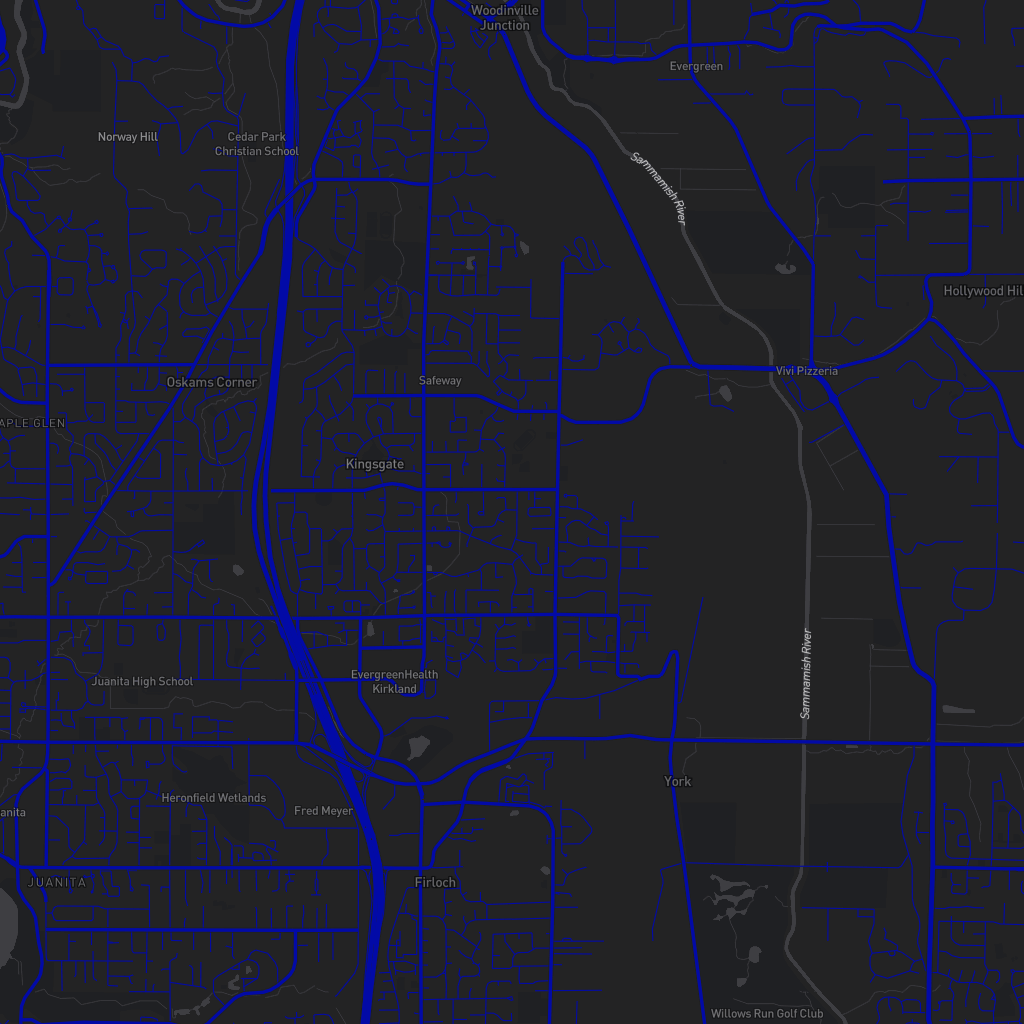 Woodinville
Junction
Evergreen
Norway Hill
Cedar Park
Christian School
Sammamish River
Hollywood Hil
Vivi Pizzeria
Safeway
Oskams Corner
APLE GLEN
Kingsgate
Sammamish River
EvergreenHealth
Kirkland
Juanita High School
York
Heronfield Wetlands
Fred Meyer
anita
JUANITA
Firloch
Willows Run Golf Club